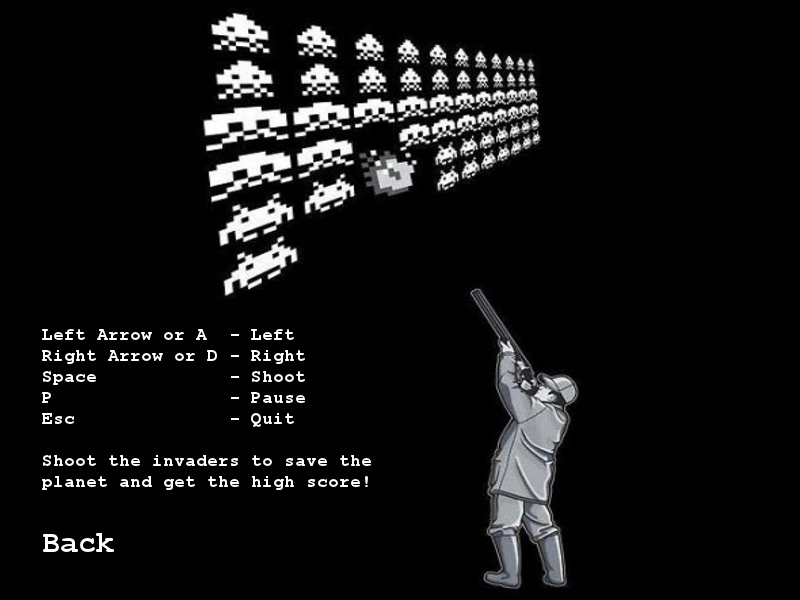 Left Arrow or A  - Left
Right Arrow or D - Right
Space            - Shoot
P                - Pause
Esc              - Quit
Shoot the invaders to save the
planet and get the high score!
Back